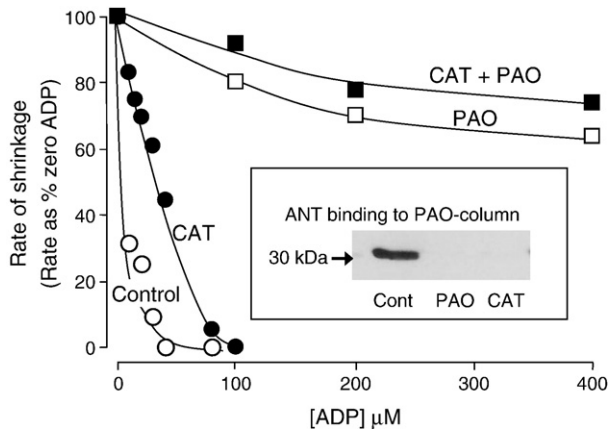 Rate of shrinkage
(Rate as % zero ADP)
100
80
60
40
20
0
CAT + PAO
PAO
CAT
Control
ANT binding to PAO-column
30 kDa
Cont PAO CAT
0 100 200 300 400
[ADP] µM